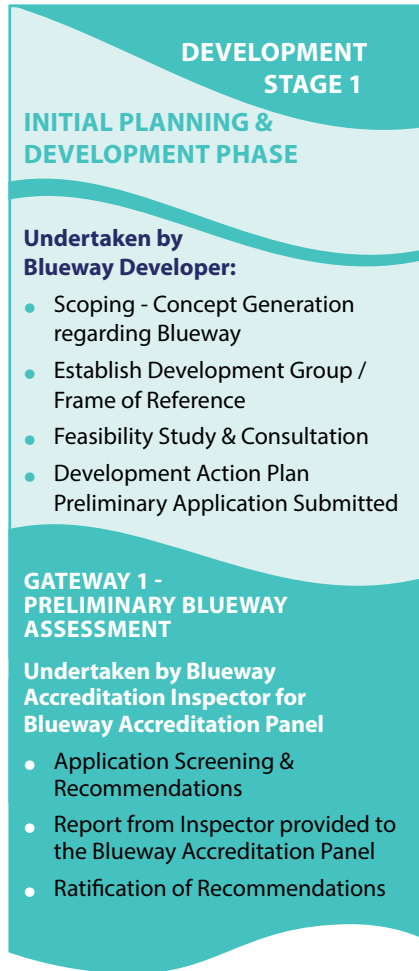 DEVELOPMENT
STAGE 1
INITIAL PLANNING &
DEVELOPMENT PHASE
Undertaken by
Blueway Developer:
• Scoping - Concept Generation
regarding Blueway
• Establish Development Group /
Frame of Reference
• Feasibility Study & Consultation
• Development Action Plan
Preliminary Application Submitted
GATEWAY 1 -
PRELIMINARY BLUEWAY
ASSESSMENT
Undertaken by Blueway
Accreditation Inspector for
Blueway Accreditation Panel
• Application Screening &
Recommendations
• Report from Inspector provided to
the Blueway Accreditation Panel
• Ratification of Recommendations